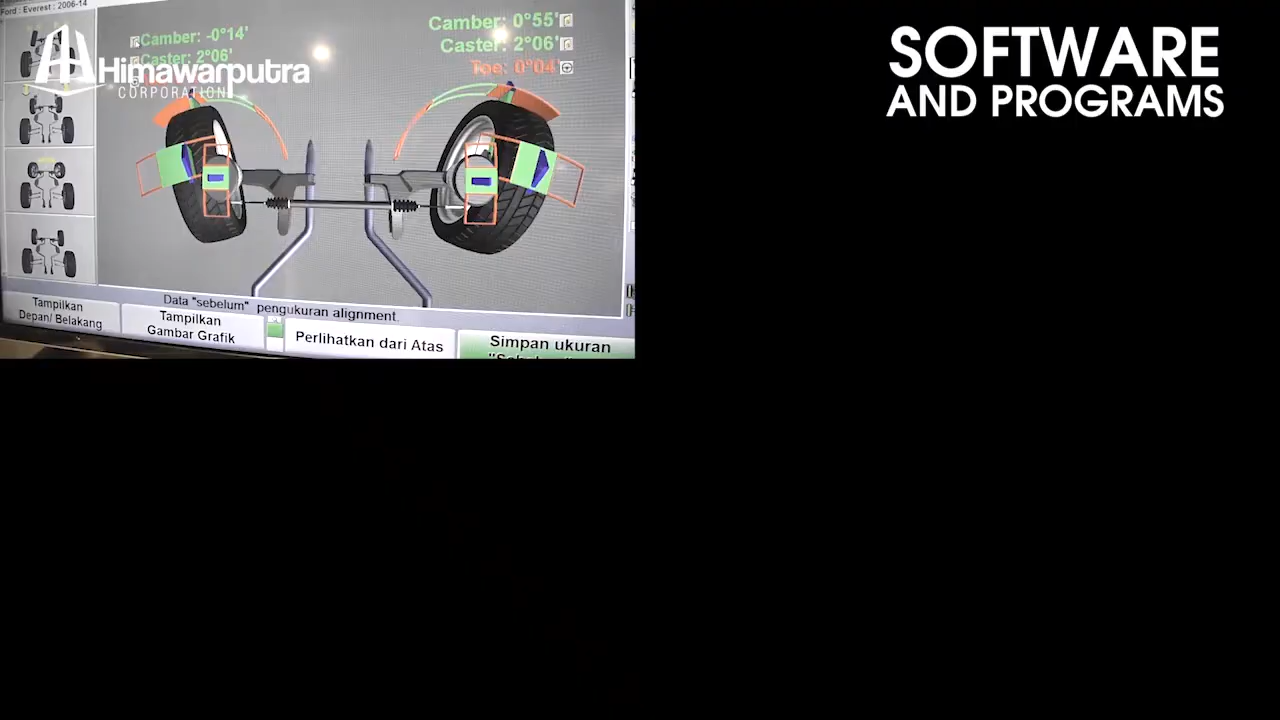 Ford : Everest : 2006-14
Camber: -0°14'
Caster: 2°06'
Himawarputra
CORPORATION
Camber: 0°55'
Caster: 2°06'
Toe: 0°04'
SOFTWARE
AND PROGRAMS
Data "sebelum" pengukuran alignment.
Tampilkan
Depan/ Belakang
Tampilkan
Gambar Grafik
Perlihatkan dari Atas
Simpan ukuran